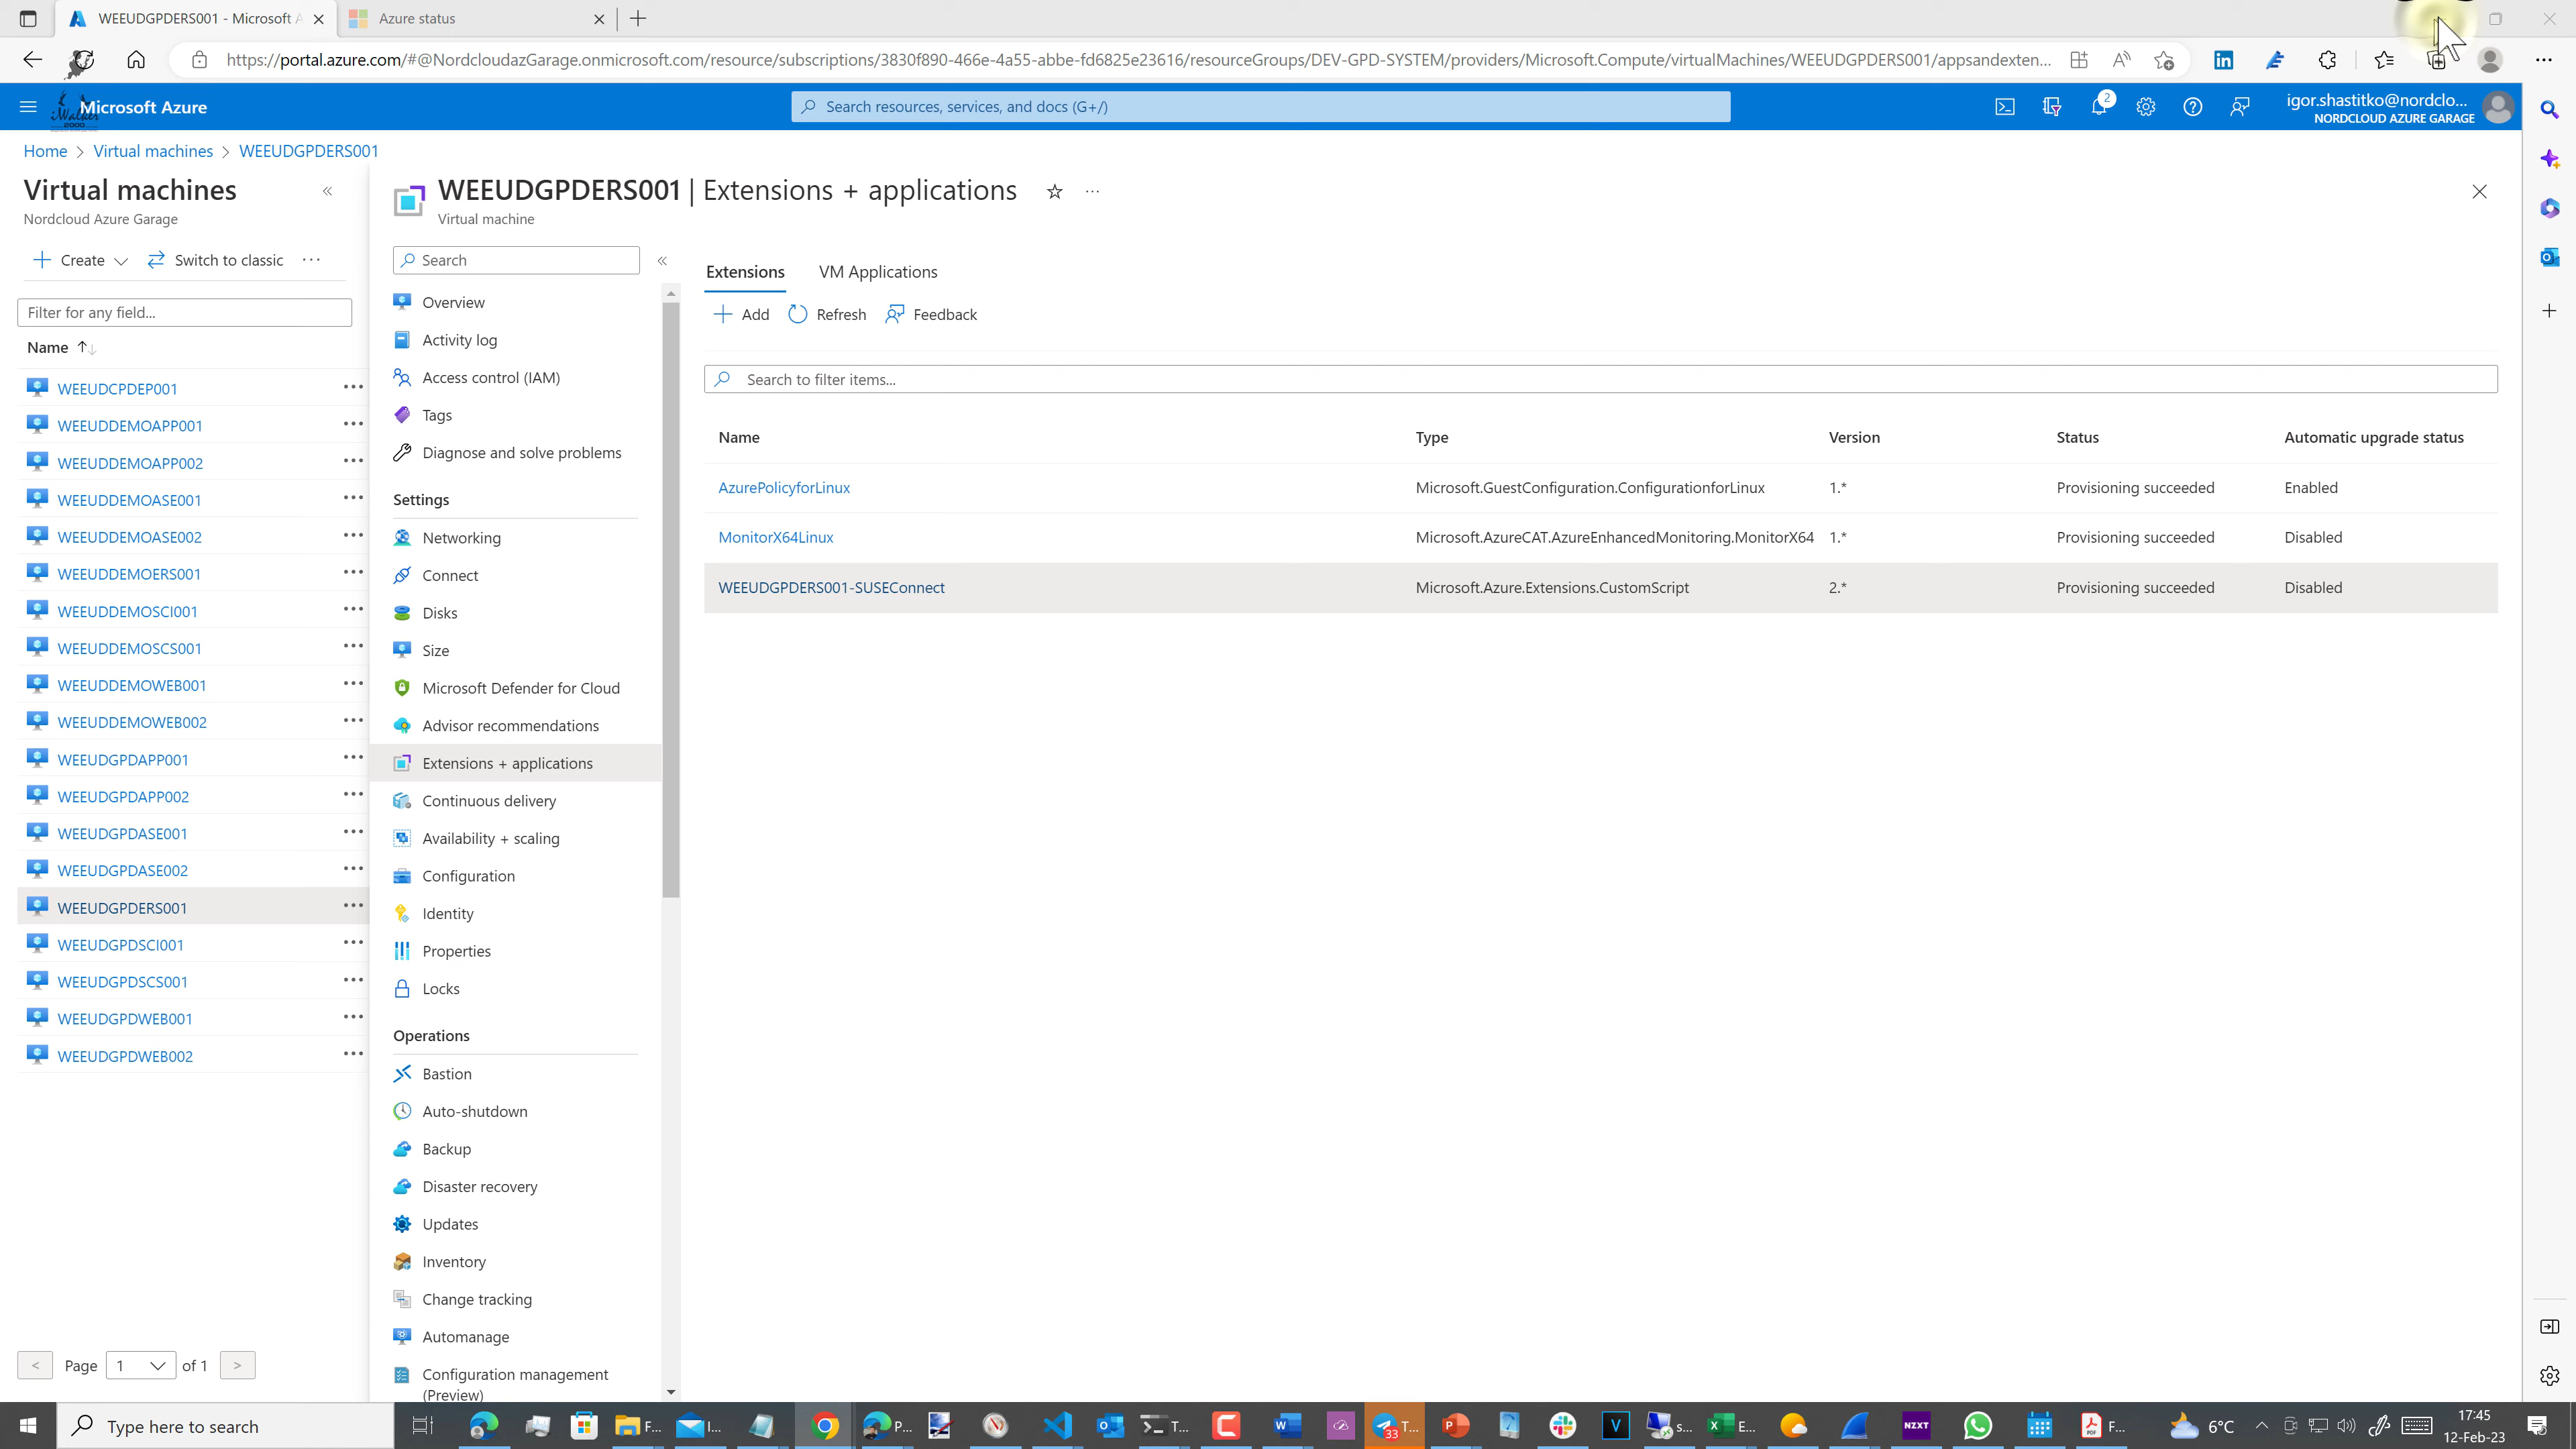 WEEUDGPDERS001 - Microsoft A
Azure status
https://portal.azure.com/#@NordcloudazGarage.onmicrosoft.com/resource/subscriptions/3830f890-466e-4a55-abbe-fd6825e23616/resourceGroups/DEV-GPD-SYSTEM/providers/Microsoft.Compute/virtualMachines/WEEUDGPDERS001/appsandexten...
Microsoft Azure
iWalker
2000
Search resources, services, and docs (G+/)
2
igor.shastitko@nordclo...
NORDCLOUD AZURE GARAGE
Home > Virtual machines > WEEUDGPDERS001
Virtual machines
Nordcloud Azure Garage
Create
Switch to classic
Filter for any field...
Name
WEEUDCPDEP001
WEEUDDEMOAPP001
WEEUDDEMOAPP002
WEEUDDEMOASE001
WEEUDDEMOASE002
WEEUDDEMOERS001
WEEUDDEMOSCI001
WEEUDDEMOSCS001
WEEUDDEMOWEB001
WEEUDDEMOWEB002
WEEUDGPDAPP001
WEEUDGPDAPP002
WEEUDGPDASE001
WEEUDGPDASE002
WEEUDGPDERS001
WEEUDGPDSCI001
WEEUDGPDSCS001
WEEUDGPDWEB001
WEEUDGPDWEB002
< Page 1 of 1 >
WEEUDGPDERS001 | Extensions + applications
Virtual machine
Search
Overview
Activity log
Access control (IAM)
Tags
Diagnose and solve problems
Settings
Networking
Connect
Disks
Size
Microsoft Defender for Cloud
Advisor recommendations
Extensions + applications
Continuous delivery
Availability + scaling
Configuration
Identity
Properties
Locks
Operations
Bastion
Auto-shutdown
Backup
Disaster recovery
Updates
Inventory
Change tracking
Automanage
Configuration management
(Preview)
Extensions VM Applications
Add Refresh Feedback
Search to filter items...
Name Type Version Status Automatic upgrade status
AzurePolicyforLinux Microsoft.GuestConfiguration.ConfigurationforLinux 1.* Provisioning succeeded Enabled
MonitorX64Linux Microsoft.AzureCAT.AzureEnhancedMonitoring.MonitorX64 1.* Provisioning succeeded Disabled
WEEUDGPDERS001-SUSEConnect Microsoft.Azure.Extensions.CustomScript 2.* Provisioning succeeded Disabled
Type here to search
F...
I...
P...
T...
33
T...
V
s...
E...
NZXT
F...
6°C
17:45
12-Feb-23